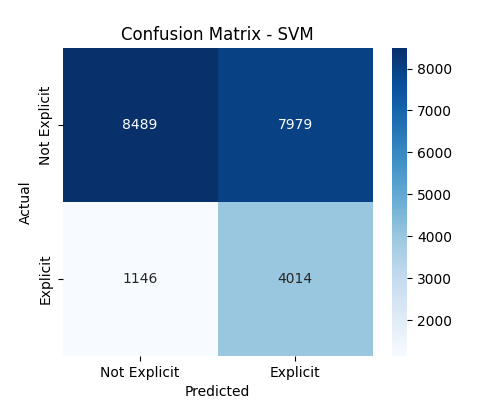 Confusion Matrix - SVM
Actual
Not Explicit
8489
7979
Explicit
1146
4014
Not Explicit
Explicit
Predicted
8000
7000
6000
5000
4000
3000
2000